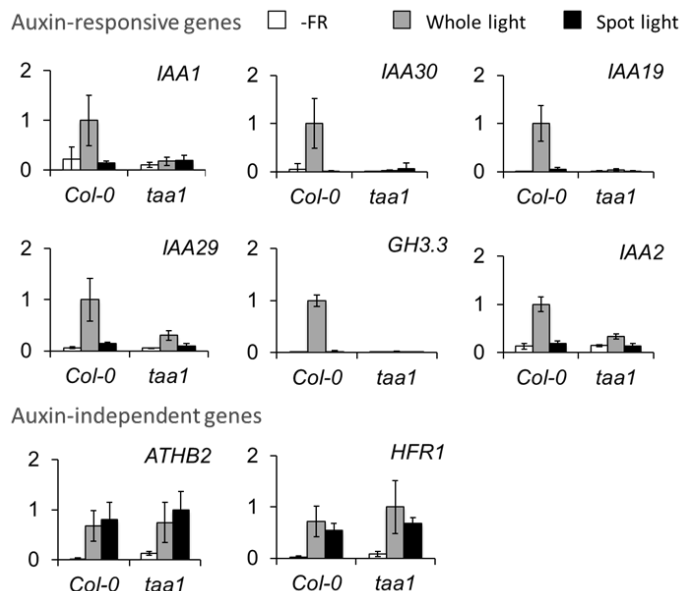 Auxin-responsive genes -FR Whole light Spot light
IAA1 IAA30 IAA19
2 2 2
1 1 1
0 0 0
Col-0 taa1 Col-0 taa1 Col-0 taa1
IAA29 GH3.3 IAA2
2 2 2
1 1 1
0 0 0
Col-0 taa1 Col-0 taa1 Col-0 taa1
Auxin-independent genes
ATHB2 HFR1
2 2
1 1
0 0
Col-0 taa1 Col-0 taa1